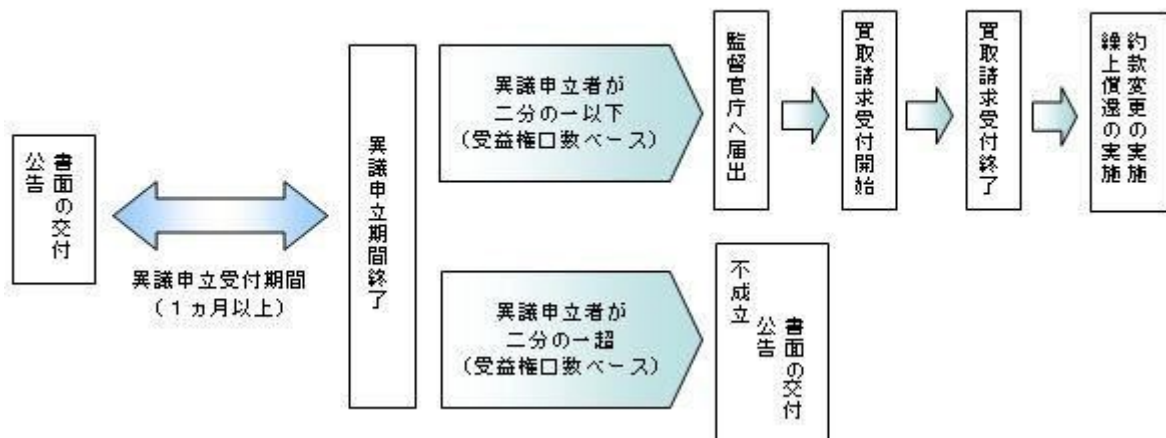 書面の交付
公告
異議申立受付期間
(1ヵ月以上)
異議申立期間終了
異議申立者が
二分の一以下
(受益権口数ベース)
監督官庁へ届出
買取請求受付開始
買取請求受付終了
約款変更の実施
繰上償還の実施
異議申立者が
二分の一超
(受益権口数ベース)
不成立
書面の交付
公告